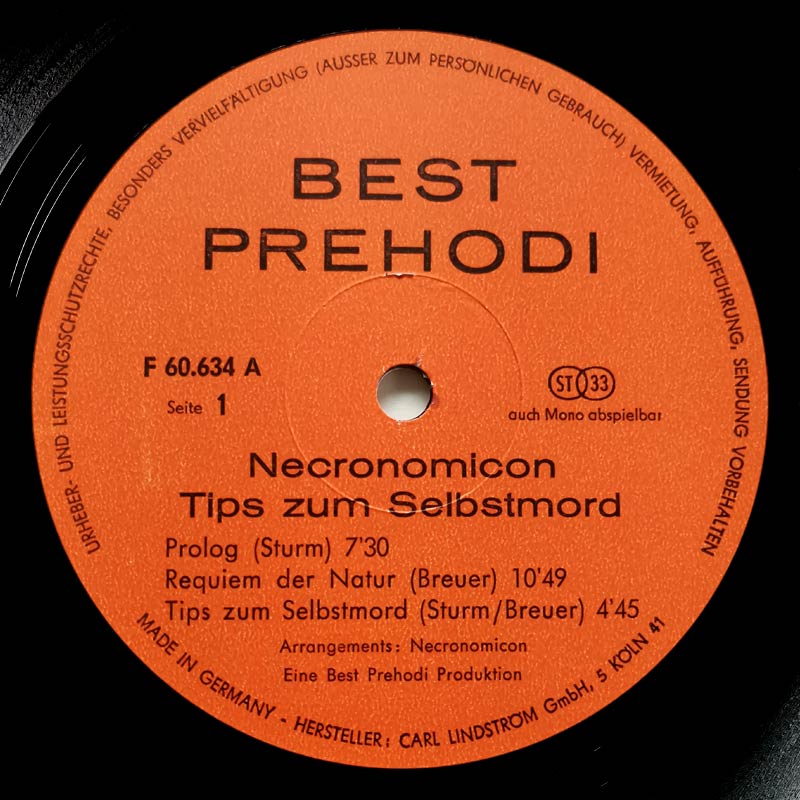 URHEBER- UND LEISTUNGSSCHUTZRECHTE, BESONDERS VERVIELFÄLTIGUNG (AUSSER ZUM PERSÖNLICHEN GEBRAUCH) VERMIETUNG, AUFFÜHRUNG, SENDUNG VORBEHALTEN
BEST
PREHODI
F 60.634 A
Seite 1
ST 33
auch Mono abspielbar
Necronomicon
Tips zum Selbstmord
Prolog (Sturm) 7'30
Requiem der Natur (Breuer) 10'49
Tips zum Selbstmord (Sturm/Breuer) 4'45
Arrangements: Necronomicon
Eine Best Prehodi Produktion
MADE IN GERMANY - HERSTELLER: CARL LINDSTRÖM GmbH, 5 KÖLN 41